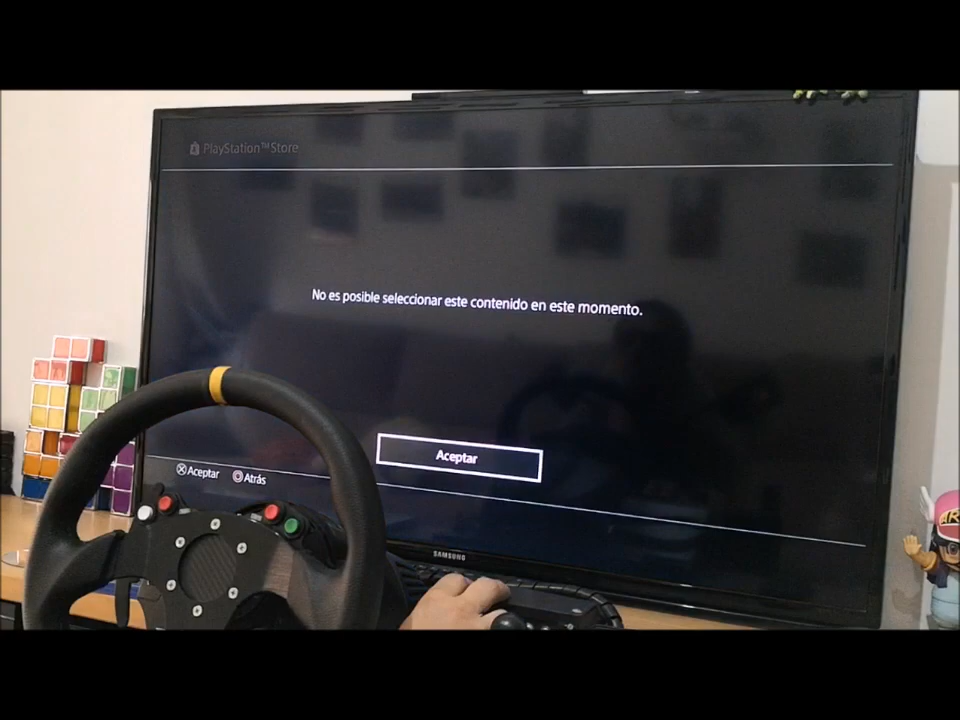 PlayStation™Store
No es posible seleccionar este contenido en este momento.
Aceptar
Aceptar Atrás
SAMSUNG